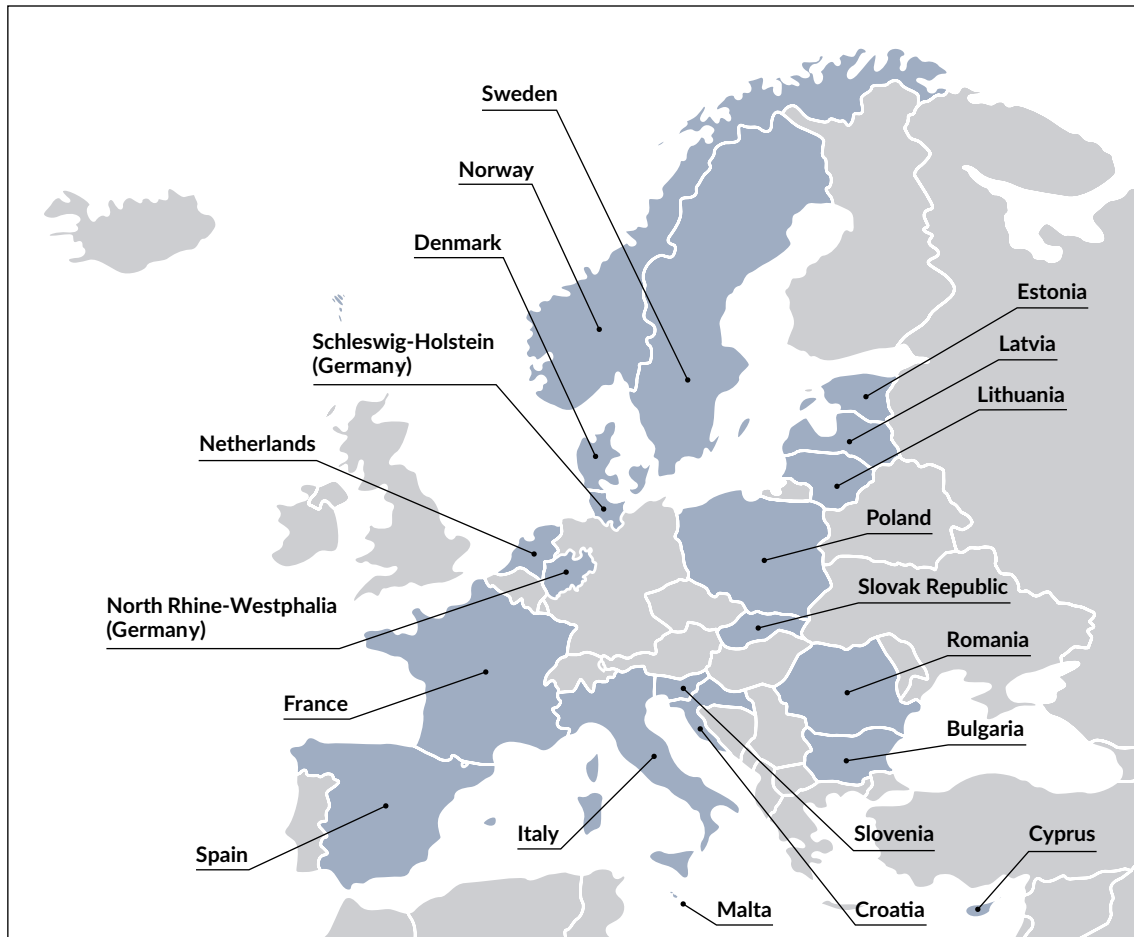 Sweden
Norway
Denmark
Schleswig-Holstein
(Germany)
Estonia
Latvia
Lithuania
Netherlands
Poland
Slovak Republic
North Rhine-Westphalia
(Germany)
Romania
France
Bulgaria
Italy
Slovenia
Cyprus
Spain
Malta
Croatia